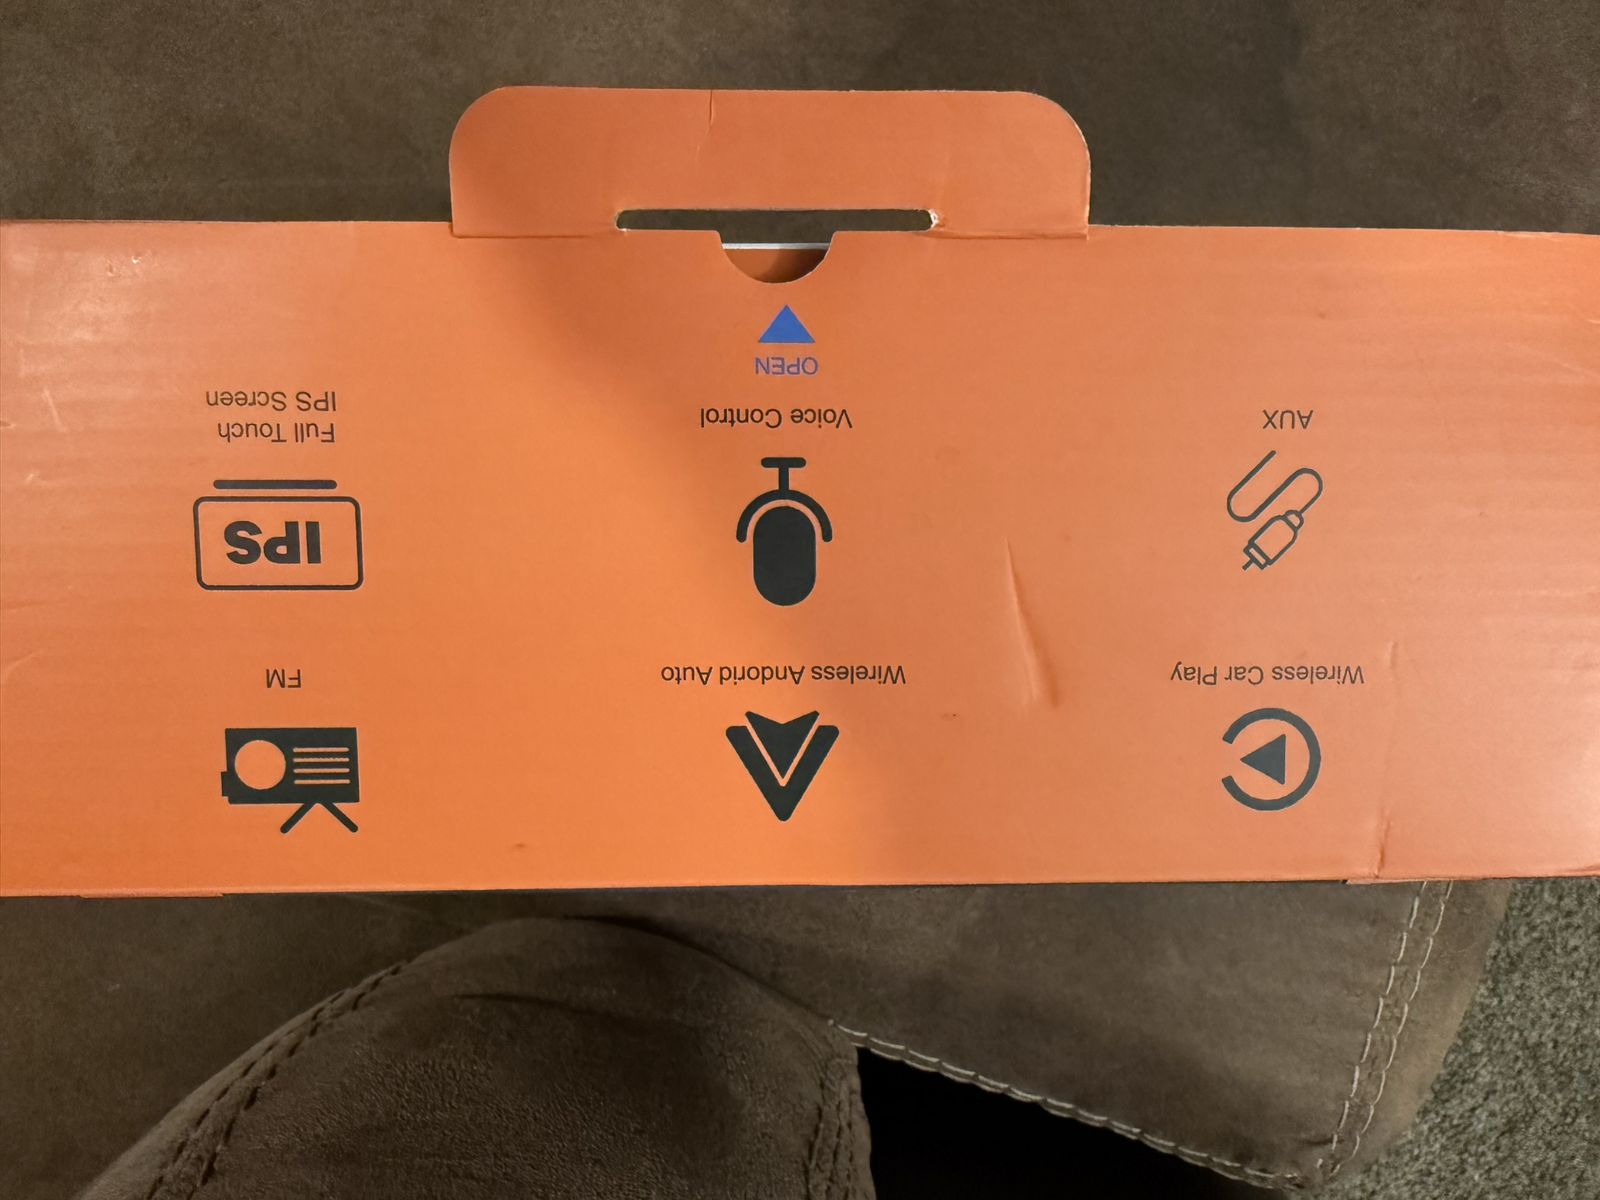 Wireless Car Play
Wireless Andorid Auto
FM
AUX
Voice Control
IPS
Full Touch
IPS Screen
OPEN